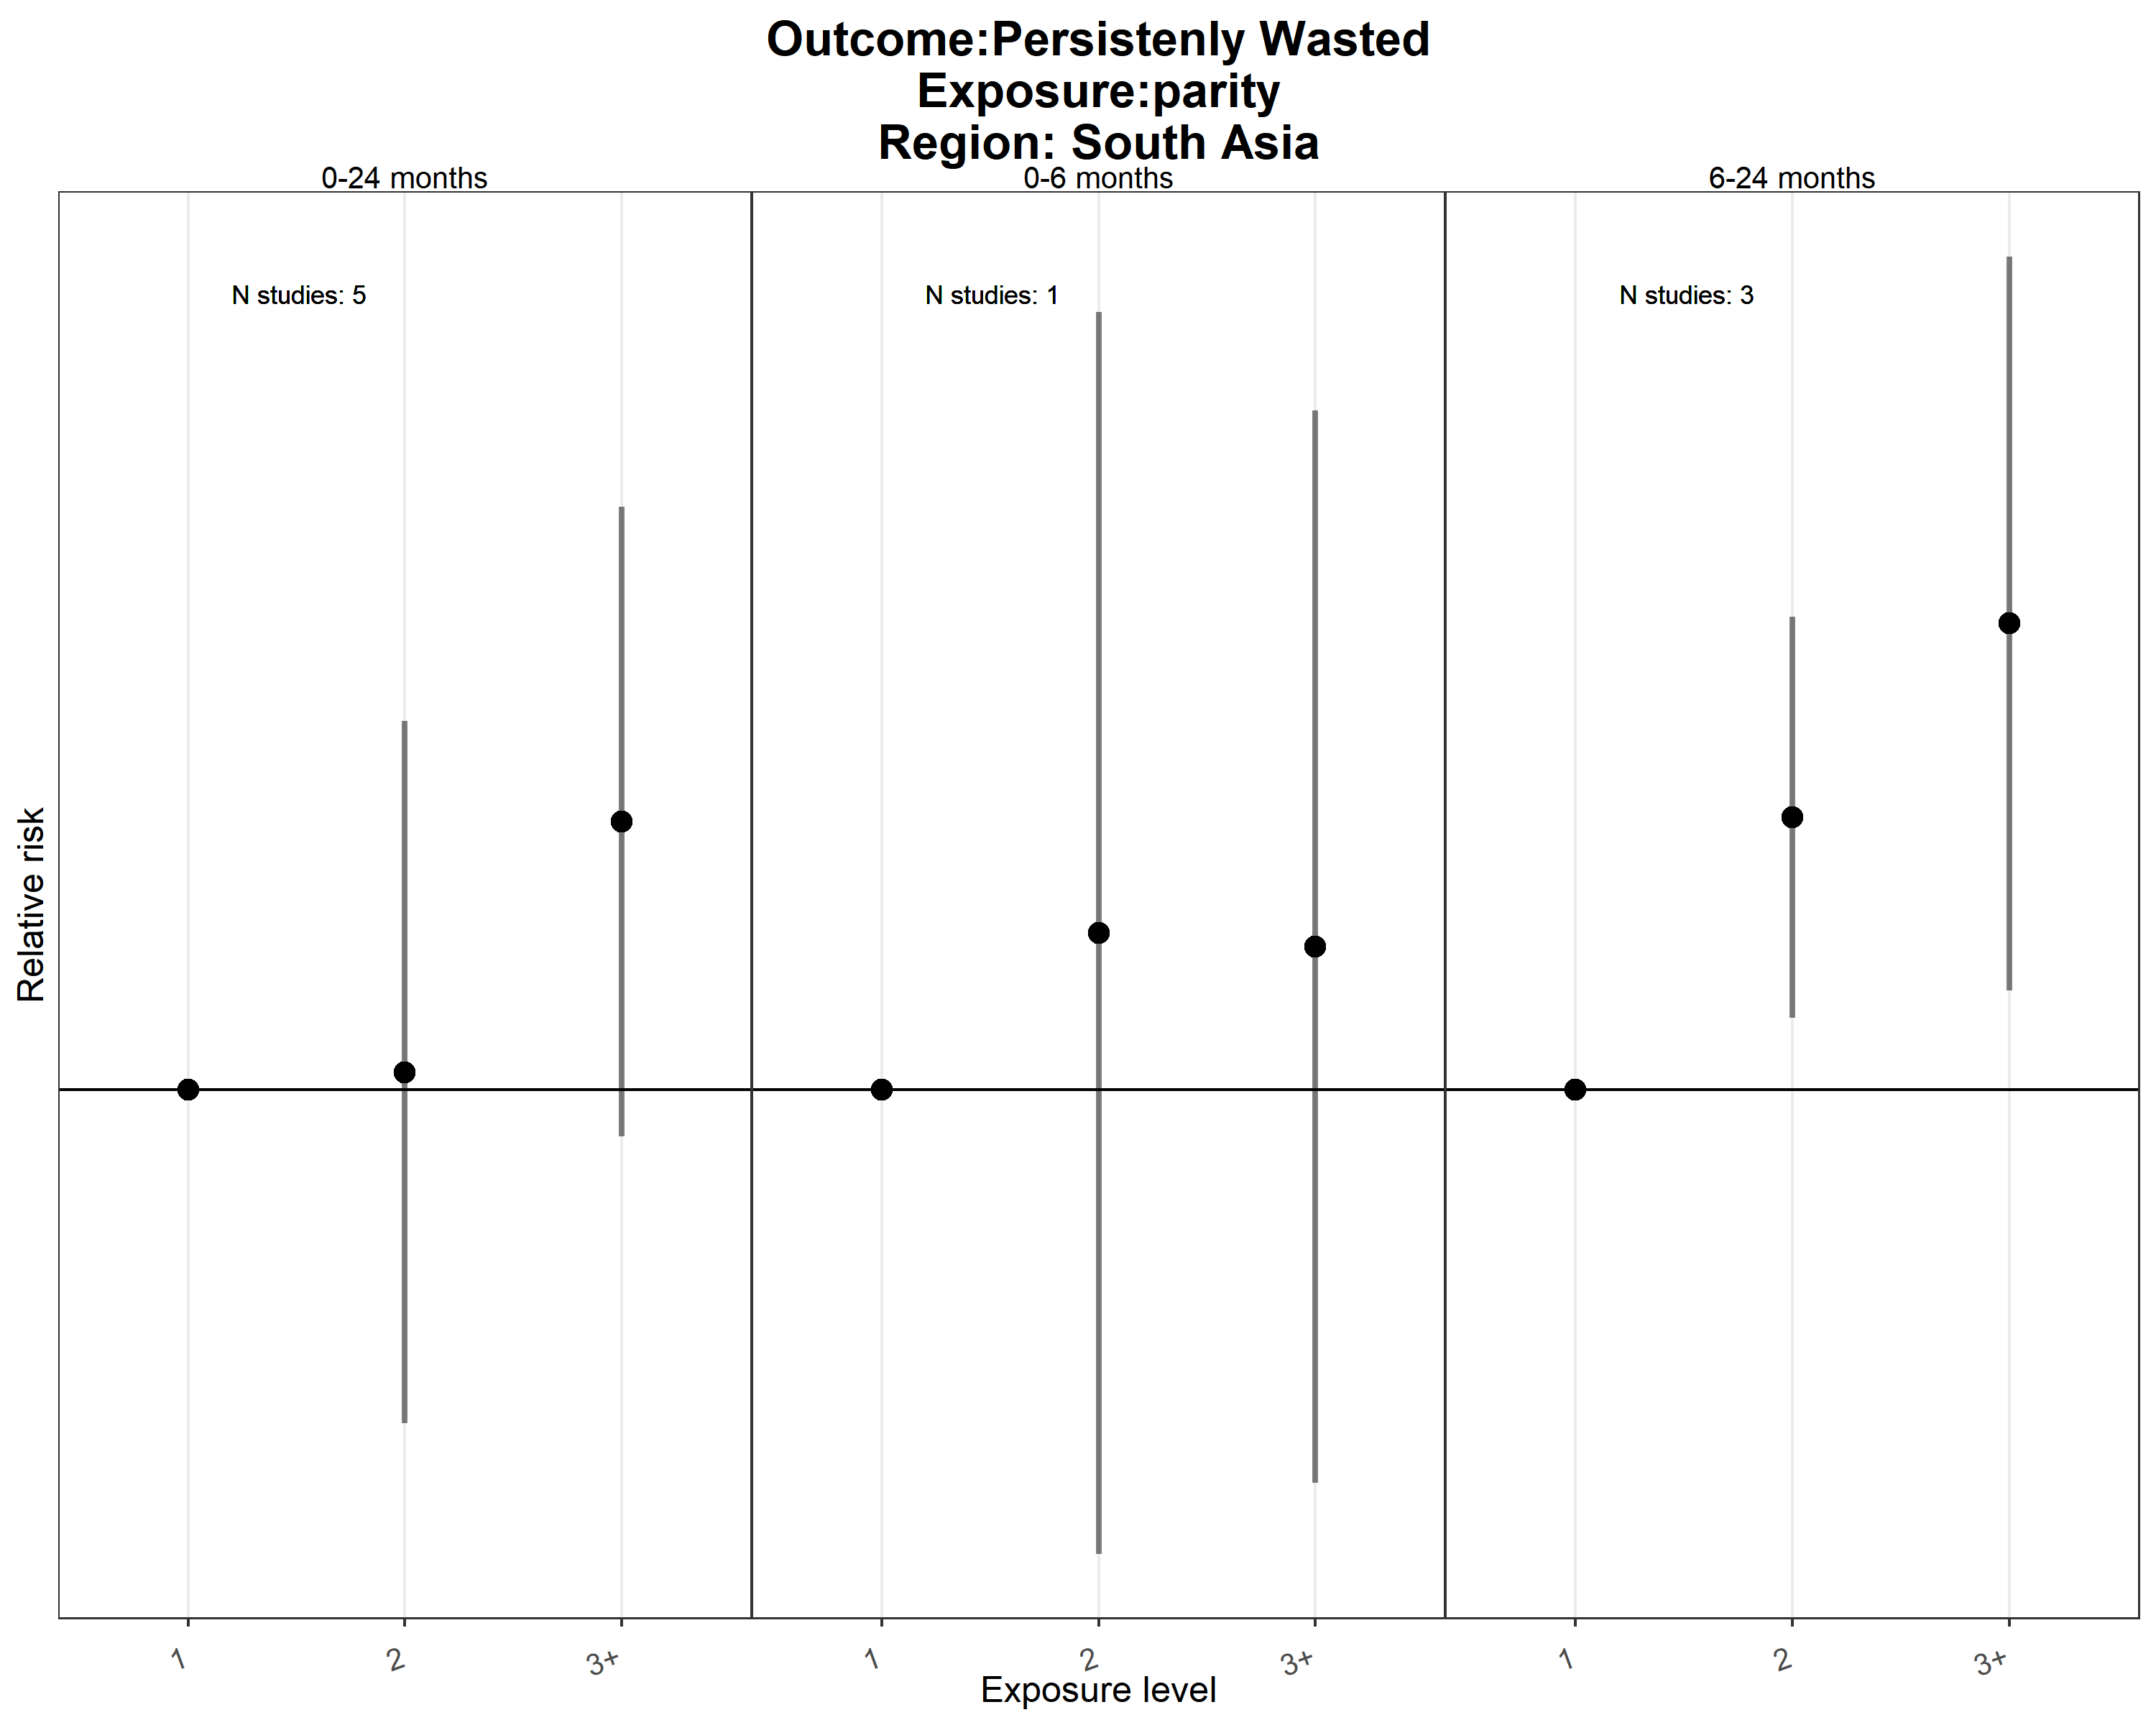 Outcome:Persistenly Wasted
Exposure:parity
Region: South Asia
0-24 months
0-6 months
6-24 months
N studies: 5
N studies: 1
N studies: 3
Relative risk
1
2
3+
1
2
3+
1
2
3+
Exposure level